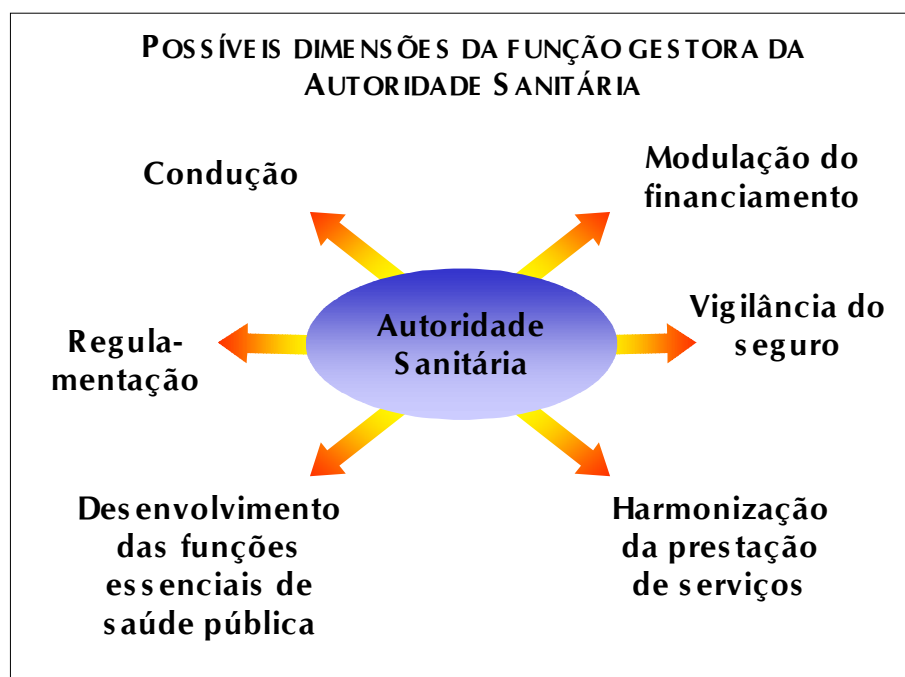 POSSÍVEIS DIMENSÕES DA FUNÇÃO GESTORA DA
AUTORIDADE SANITÁRIA
Condução
Modulação do
financiamento
Autoridade
Sanitária
Regula-
mentação
Vigilância do
seguro
Desenvolvimento
das funções
essenciais de
saúde pública
Harmonização
da prestação
de serviços